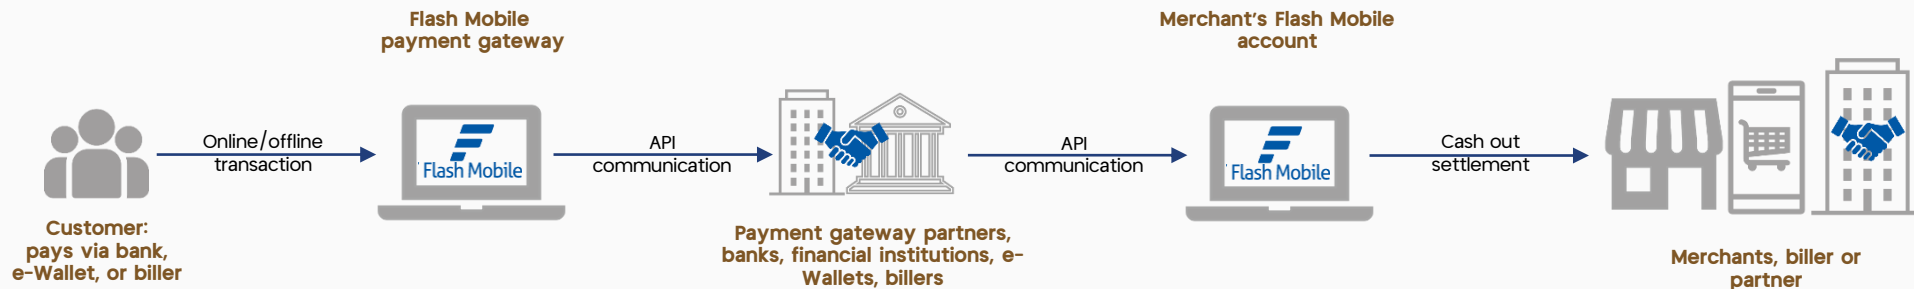 Flash Mobile
payment gateway
Merchant's Flash Mobile
account
Online/offline
transaction
Flash Mobile
API
communication
API
communication
Flash Mobile
Cash out
settlement
Customer:
pays via bank,
e-Wallet, or biller
Payment gateway partners,
banks, financial institutions, e-
Wallets, billers
Merchants, biller or
partner